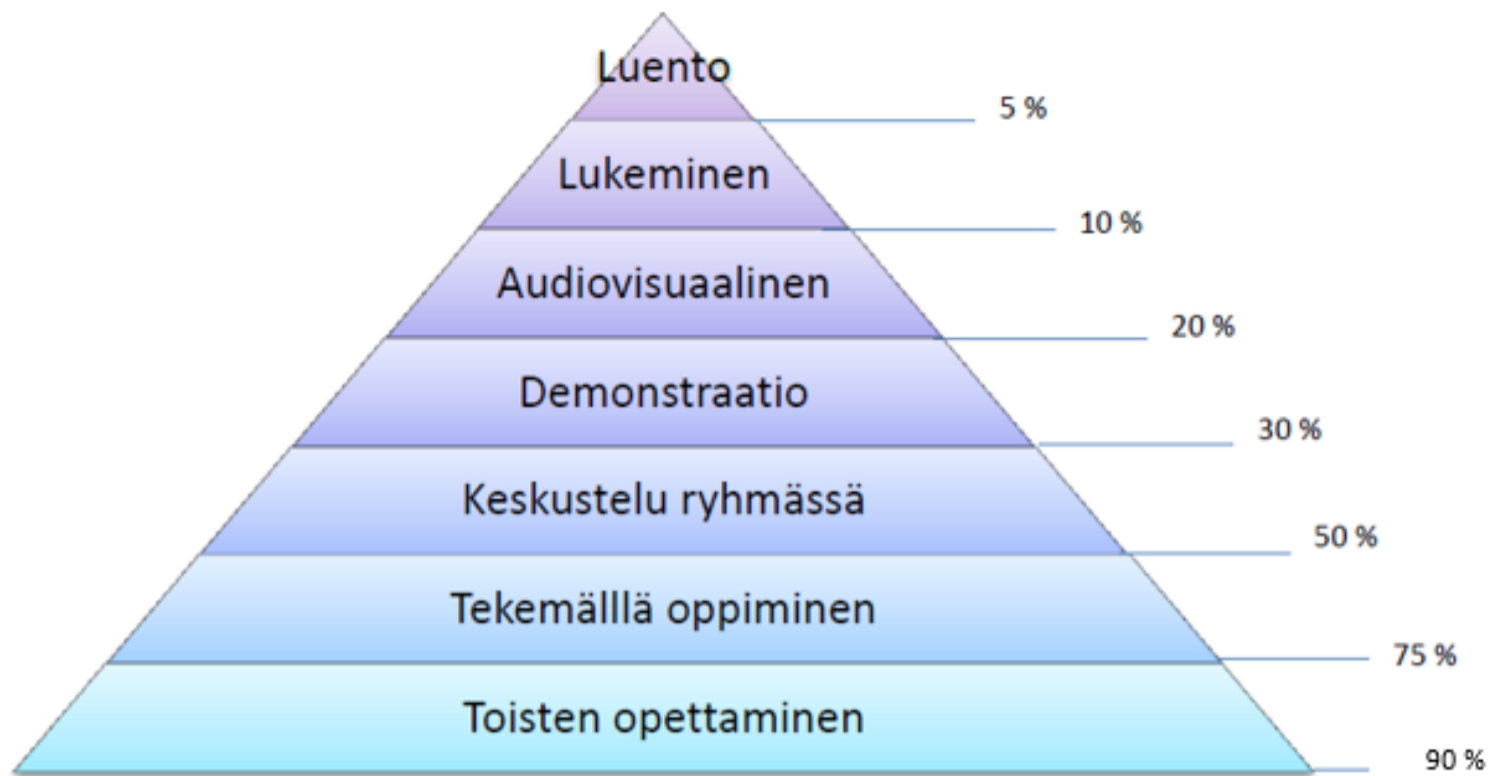 Luento
5 %
Lukeminen
10 %
Audiovisuaalinen
20 %
Demonstraatio
30 %
Keskustelu ryhmässä
50 %
Tekemälllä oppiminen
75 %
Toisten opettaminen
90 %